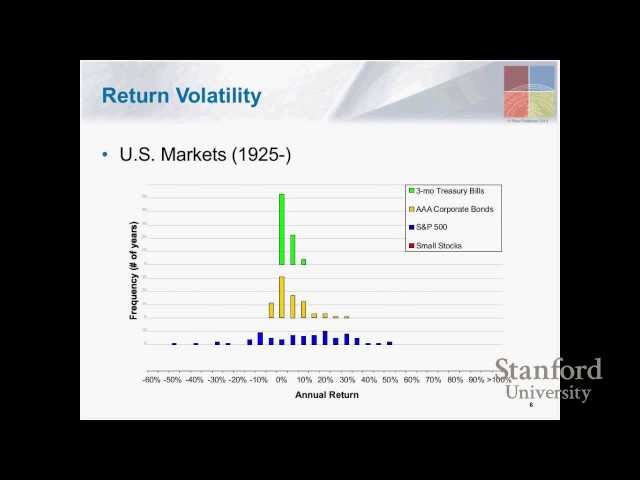 Return Volatility
• U.S. Markets (1925-)
3-mo Treasury Bills
AAA Corporate Bonds
S&P 500
Small Stocks
Frequency (# of years)
-60% -50% -40% -30% -20% -10% 0% 10% 20% 30% 40% 50% 60% 70% 80% 90% >100%
Annual Return
Stanford
University
6